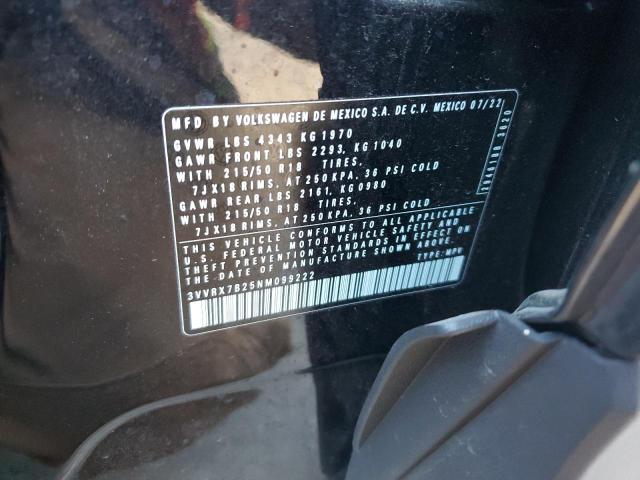 MFD BY VOLKSWAGEN DE MEXICO S.A. DE C.V. MEXICO 07/22
GVWR LBS 4343 KG 1970
GAWR FRONT LBS 2293, KG 1040
WITH 215/50 R18 TIRES,
7JX18 RIMS, AT 250 KPA, 36 PSI COLD
GAWR REAR LBS 2161, KG0980
WITH 215/50 R18 TIRES,
7JX18 RIMS, AT 250 KPA, 36 PSI COLD
THIS VEHICLE CONFORMS TO ALL APPLICABLE
U.S. FEDERAL MOTOR VEHICLE SAFETY AND
THEFT PREVENTION STANDARDS IN EFFECT ON
THE DATE OF MANUFACTURE SHOWN ABOVE.
TYPE: MPV
3VVRX7B25NM099222